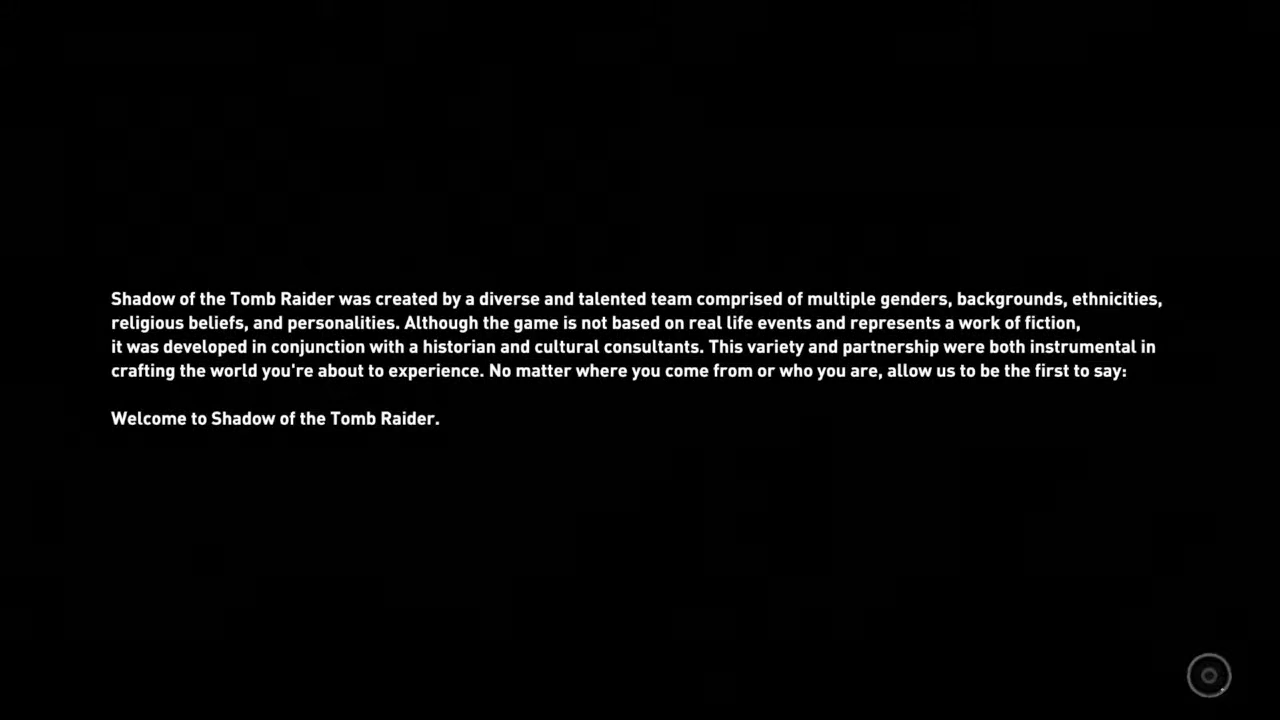 Shadow of the Tomb Raider was created by a diverse and talented team comprised of multiple genders, backgrounds, ethnicities,
religious beliefs, and personalities. Although the game is not based on real life events and represents a work of fiction,
it was developed in conjunction with a historian and cultural consultants. This variety and partnership were both instrumental in
crafting the world you're about to experience. No matter where you come from or who you are, allow us to be the first to say:
Welcome to Shadow of the Tomb Raider.